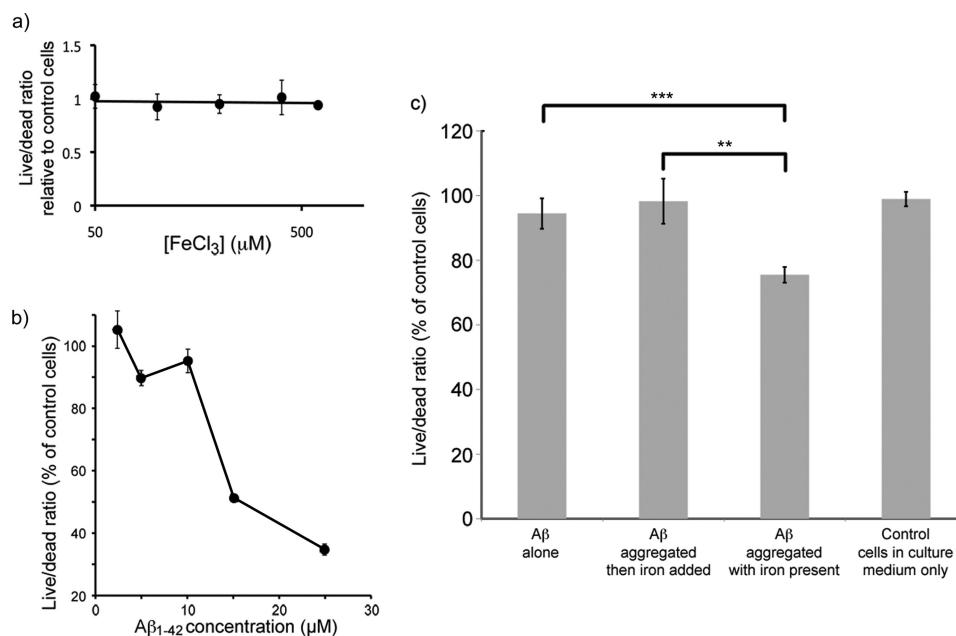 a)
Live/dead ratio
relative to control cells
1.5
1
0.5
0
50
500
[FeCl3] (μM)
b)
Live/dead ratio (% of control cells)
100
80
60
40
20
0
10
20
30
Aβ1-42 concentration (μM)
c)
Live/dead ratio (% of control cells)
120
100
80
60
40
20
0
***
**
Aβ
alone
Aβ
aggregated
then iron added
Aβ
aggregated
with iron present
Control
cells in culture
medium only